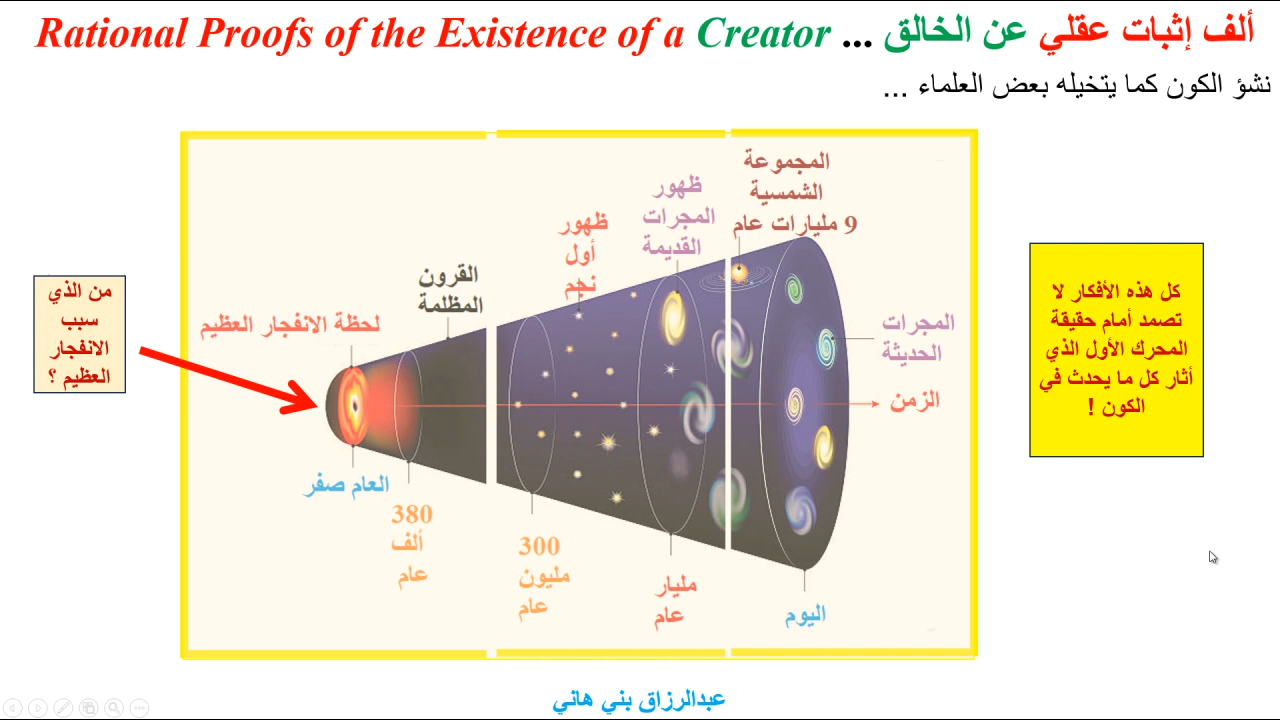 ألف إثبات عقلي عن الخالق ... Rational Proofs of the Existence of a Creator
نشؤ الكون كما يتخيله بعض العلماء ...
المجموعة
الشمسية
9 مليارات عام
ظهور
المجرات
القديمة
ظهور
أول
نجم
القرون
المظلمة
لحظة الانفجار العظيم
من الذي
سبب
الانفجار
العظيم ؟
كل هذه الأفكار لا
تصمد أمام حقيقة
المحرك الأول الذي
أثار كل ما يحدث في
الكون !
المجرات
الحديثة
الزمن
العام صفر
380
ألف
عام
300
مليون
عام
مليار
عام
اليوم
عبدالرزاق بني هاني